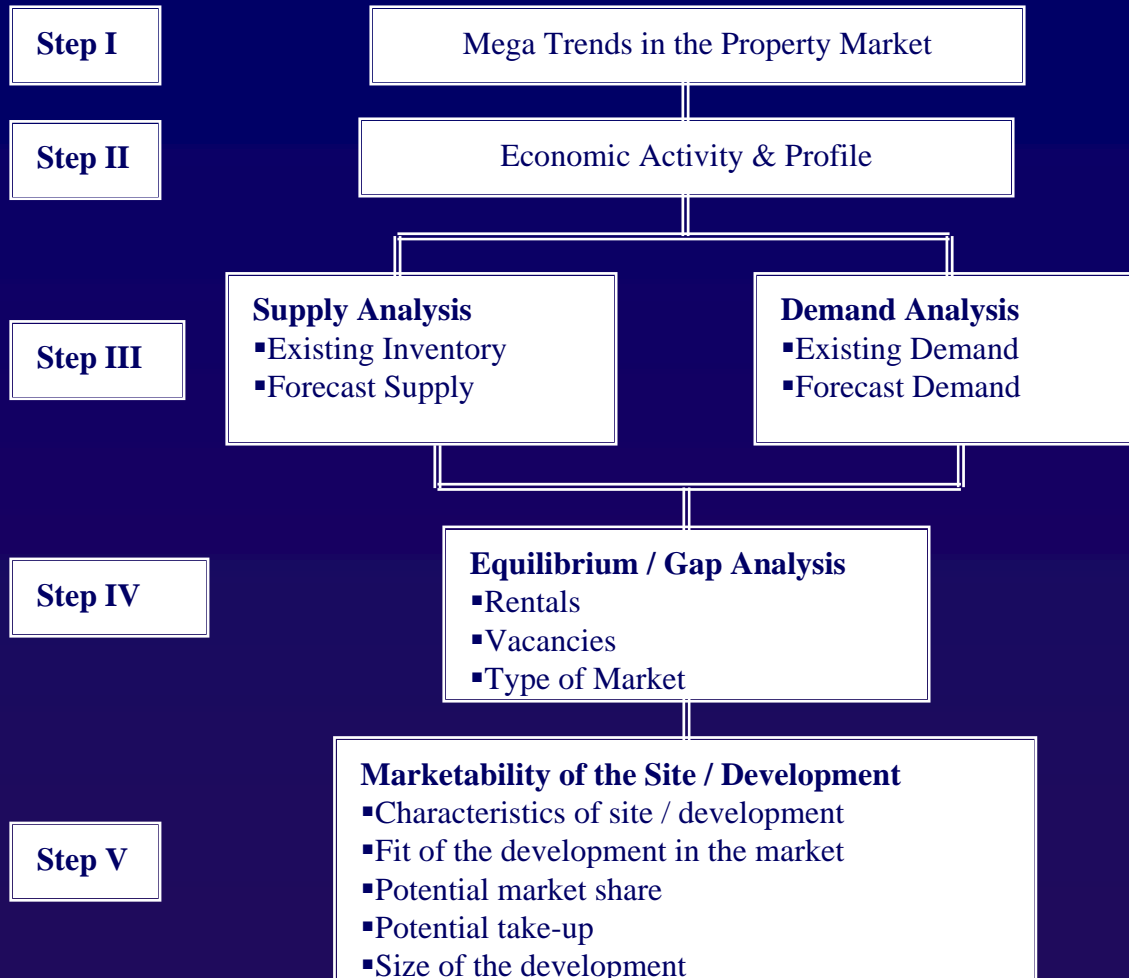 Step I
Mega Trends in the Property Market
Step II
Economic Activity & Profile
Step III
Supply Analysis
▪Existing Inventory
▪Forecast Supply
Demand Analysis
▪Existing Demand
▪Forecast Demand
Step IV
Equilibrium / Gap Analysis
▪Rentals
▪Vacancies
▪Type of Market
Step V
Marketability of the Site / Development
▪Characteristics of site / development
▪Fit of the development in the market
▪Potential market share
▪Potential take-up
▪Size of the development